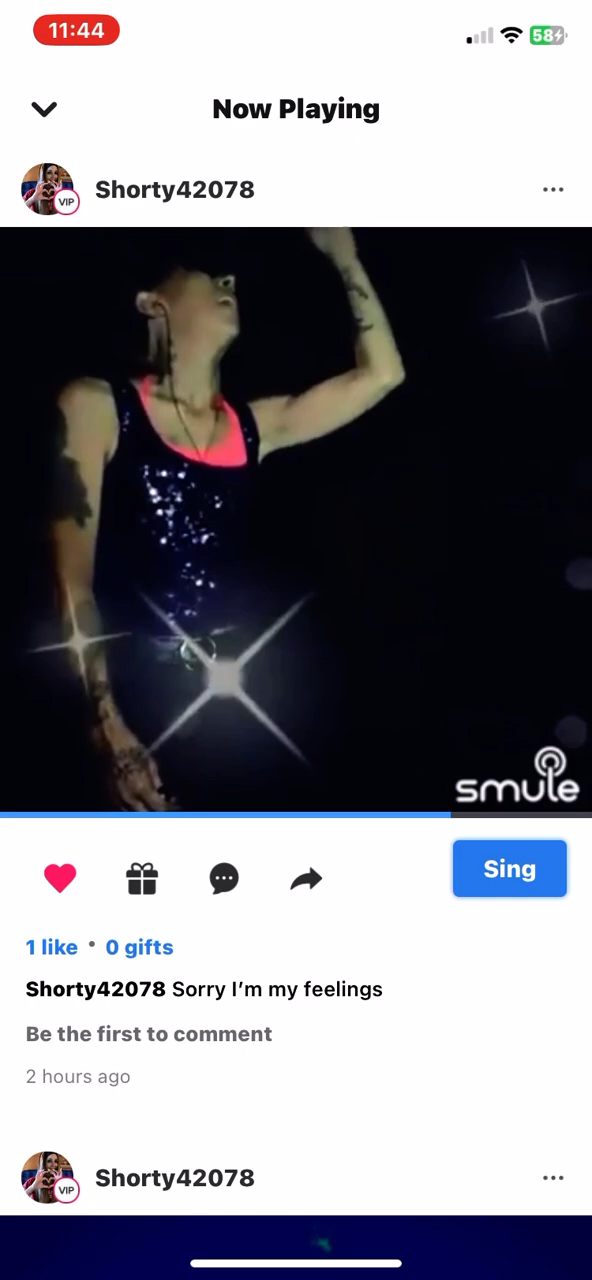 11:44
58
Now Playing
VIP
Shorty42078
smule
Sing
1 like • 0 gifts
Shorty42078 Sorry I’m my feelings
Be the first to comment
2 hours ago
VIP
Shorty42078